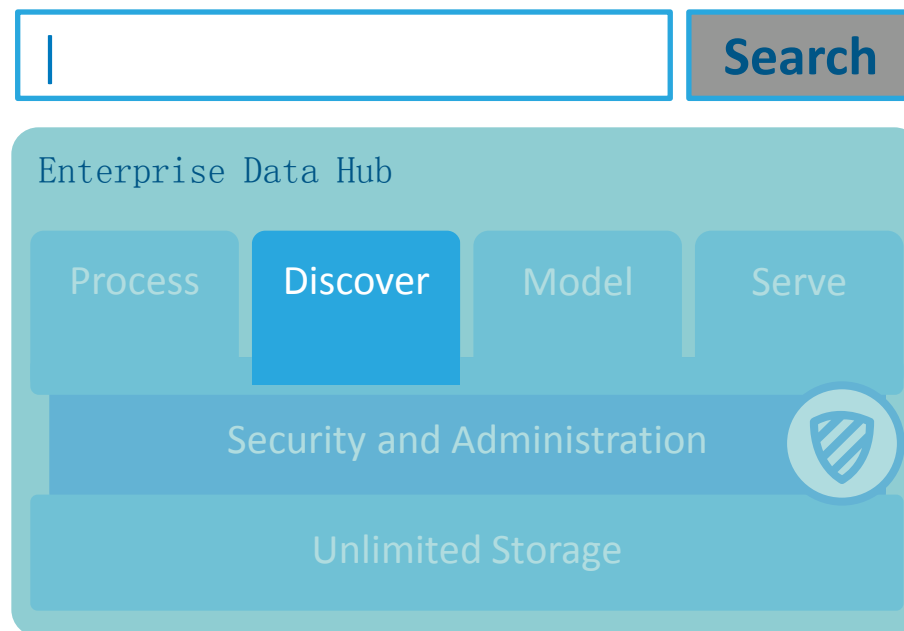 Search
Enterprise Data Hub
Process Discover Model Serve
Security and Administration
Unlimited Storage